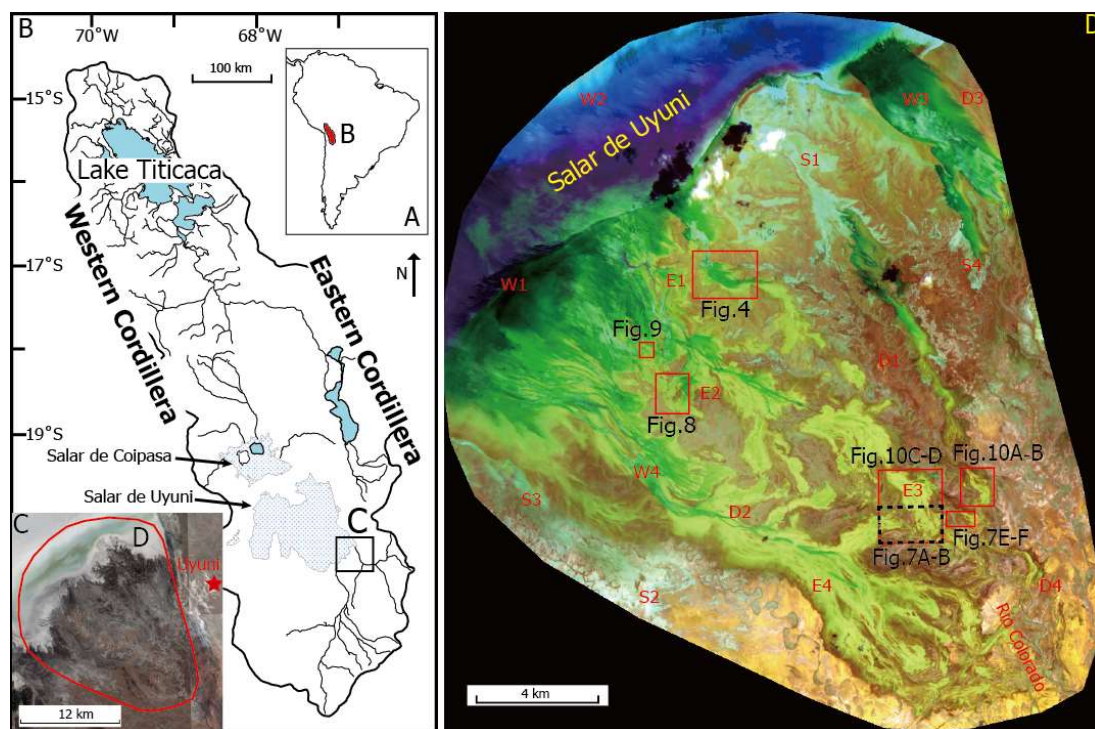 B
70°W
68°W
100 km
15°S
Lake Titicaca
B
A
17°S
N
Western Cordillera
Eastern Cordillera
19°S
Salar de Coipasa
Salar de Uyuni
C
C
D
Uyuni
12 km
D
W2
Salar de Uyuni
W3
D3
S1
S4
W1
E1
Fig.4
Fig.9
D1
E2
Fig.8
Fig.10C-D
Fig.10A-B
W4
E3
S3
D2
Fig.7E-F
Fig.7A-B
E4
D4
S2
Rio Colorado
4 km